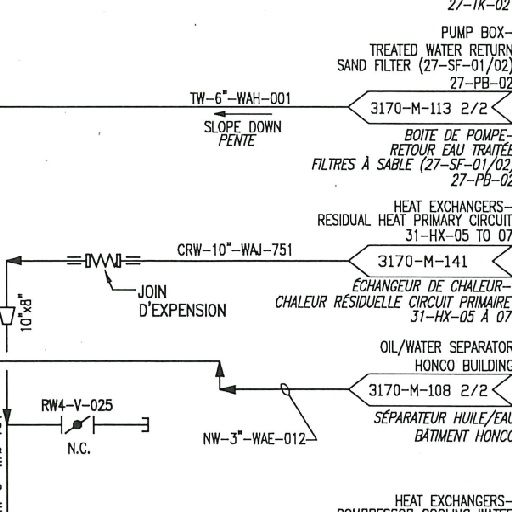 27-TK-02
PUMP BOX-
TREATED WATER RETURN
SAND FILTER (27-SF-01/02)
27-PB-02
TW-6"-WAH-001
3170-M-113 2/2
SLOPE DOWN
PENTE
BOITE DE POMPE-
RETOUR EAU TRAITÉE
FILTRES À SABLE (27-SF-01/02)
27-PB-02
HEAT EXCHANGERS-
RESIDUAL HEAT PRIMARY CIRCUIT
31-HX-05 TO 07
CRW-10"-WAJ-751
3170-M-141
JOIN
D'EXPENSION
ÉCHANGEUR DE CHALEUR-
CHALEUR RÉSIDUELLE CIRCUIT PRIMAIRE
31-HX-05 À 07
10"x8"
OIL/WATER SEPARATOR
HONCO BUILDING
3170-M-108 2/2
RW4-V-025
N.C.
NW-3"-WAE-012
SÉPARATEUR HUILE/EAU
BATIMENT HONCO
HEAT EXCHANGERS-